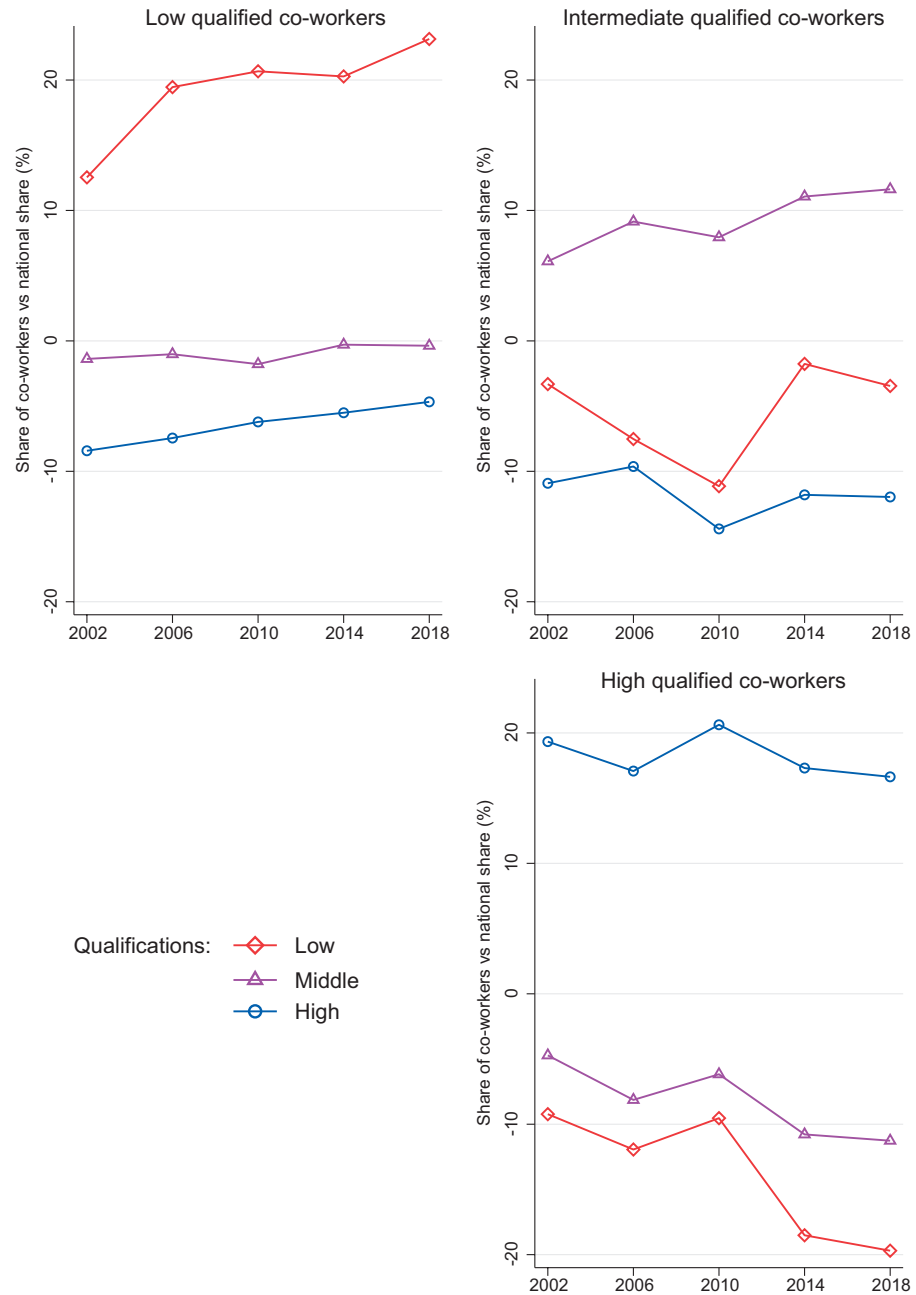 Low qualified co-workers
Share of co-workers vs national share (%)
20
10
0
-10
-20
2002 2006 2010 2014 2018
Intermediate qualified co-workers
Share of co-workers vs national share (%)
20
10
0
-10
-20
2002 2006 2010 2014 2018
High qualified co-workers
Share of co-workers vs national share (%)
20
10
0
-10
-20
2002 2006 2010 2014 2018
Qualifications: Low
Middle
High